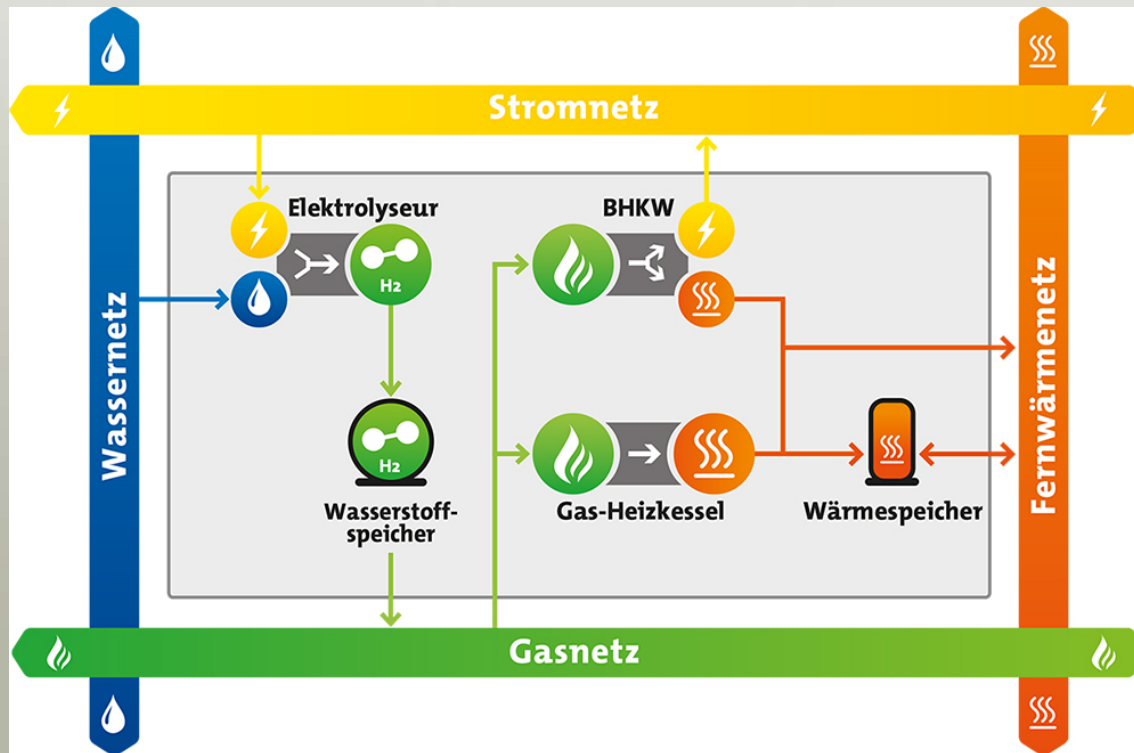 Stromnetz
Elektrolyseur
BHKW
H2
Wassernetz
Fernwärmenetz
H2
Wasserstoff-
speicher
Gas-Heizkessel
Wärmespeicher
Gasnetz